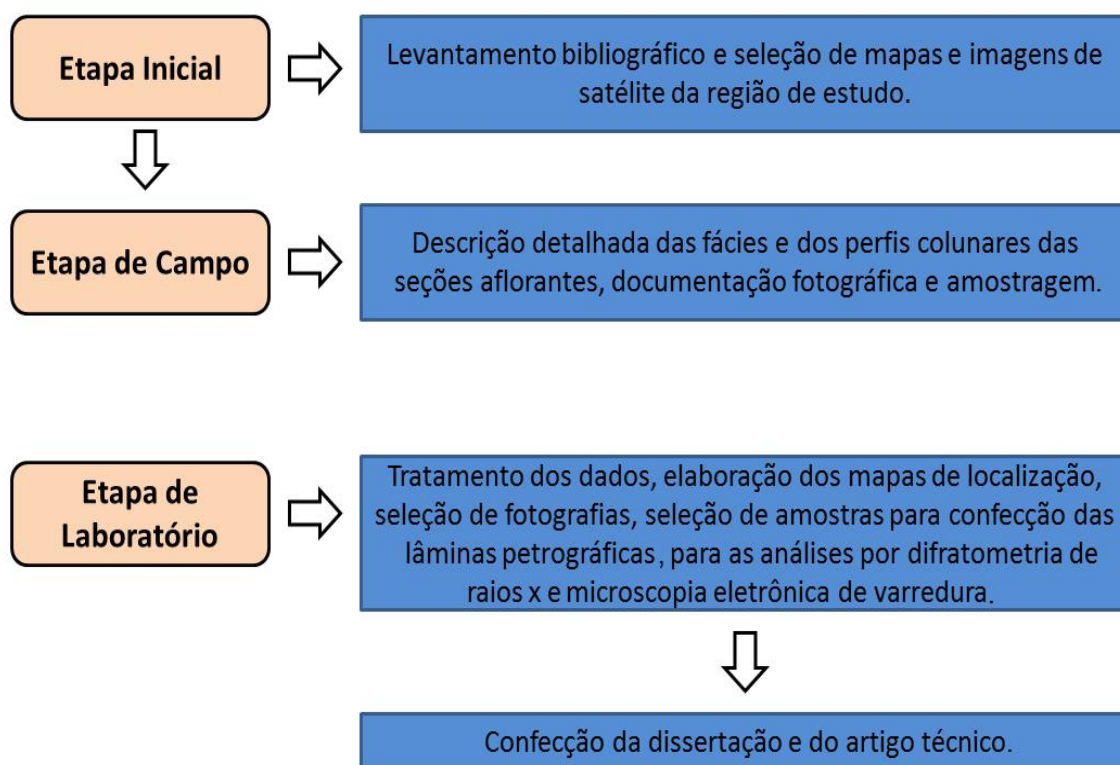 Etapa Inicial
Levantamento bibliográfico e seleção de mapas e imagens de
satélite da região de estudo.
Etapa de Campo
Descrição detalhada das fácies e dos perfis colunares das
seções aflorantes, documentação fotográfica e amostragem.
Etapa de
Laboratório
Tratamento dos dados, elaboração dos mapas de localização,
seleção de fotografias, seleção de amostras para confecção das
lâminas petrográficas, para as análises por difratometria de
raios x e microscopia eletrônica de varredura.
Confecção da dissertação e do artigo técnico.